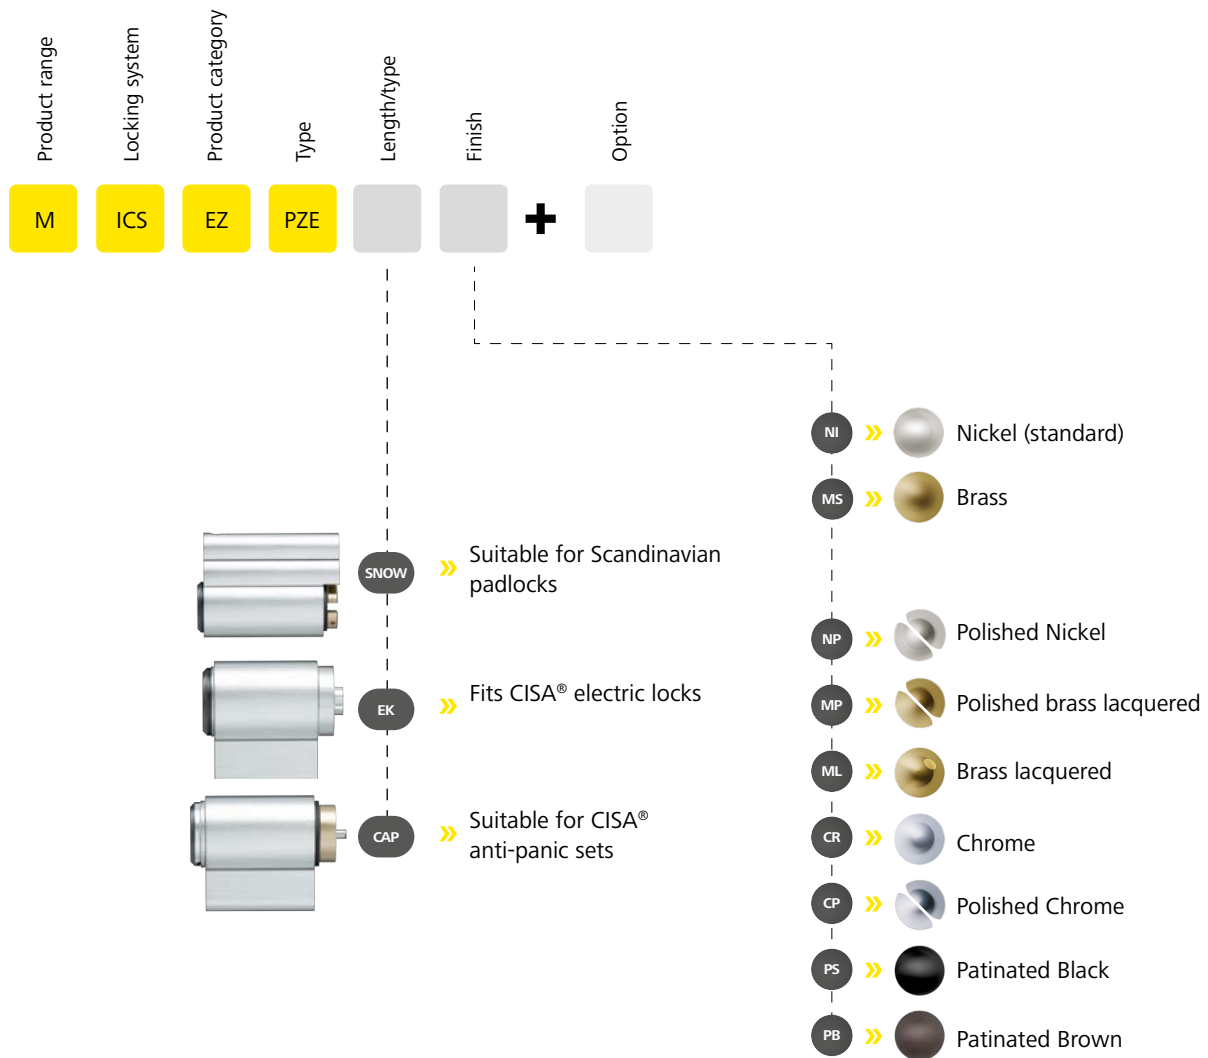 Product range
Locking system
Product category
Type
Length/type
Finish
Option
M
ICS
EZ
PZE
+
NI
»
Nickel (standard)
MS
»
Brass
SNOW
»
Suitable for Scandinavian
padlocks
EK
»
Fits CISA® electric locks
CAP
»
Suitable for CISA®
anti-panic sets
NP
»
Polished Nickel
MP
»
Polished brass lacquered
ML
»
Brass lacquered
CR
»
Chrome
CP
»
Polished Chrome
PS
»
Patinated Black
PB
»
Patinated Brown